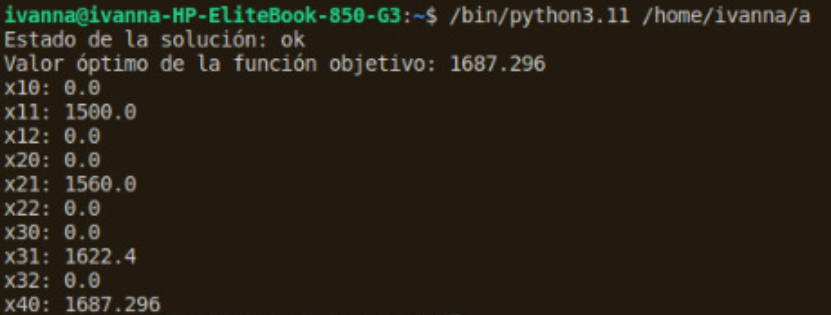 ivanna@ivanna-HP-EliteBook-850-G3:~$ /bin/python3.11 /home/ivanna/a
Estado de la solución: ok
Valor óptimo de la función objetivo: 1687.296
x10: 0.0
x11: 1500.0
x12: 0.0
x20: 0.0
x21: 1560.0
x22: 0.0
x30: 0.0
x31: 1622.4
x32: 0.0
x40: 1687.296